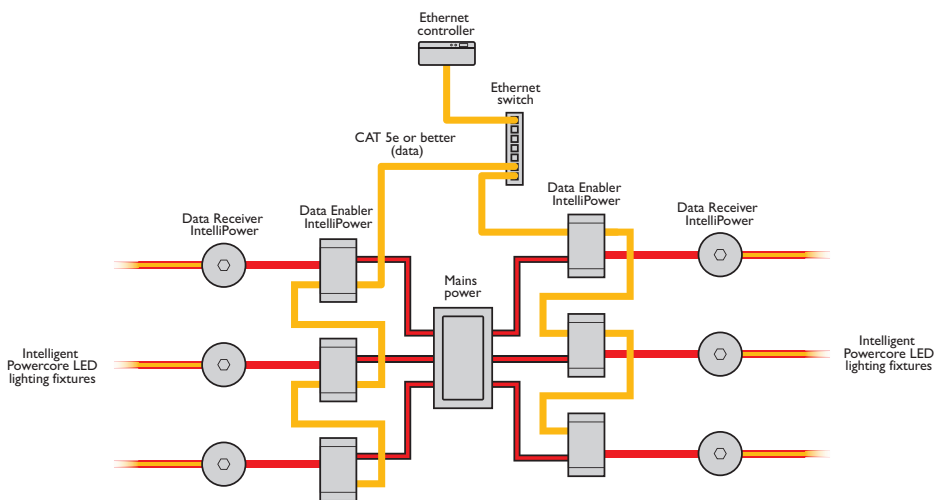 Ethernet
controller
Ethernet
switch
CAT 5e or better
(data)
Data Receiver
IntelliPower
Data Enabler
IntelliPower
Data Enabler
IntelliPower
Data Receiver
IntelliPower
Mains
power
Intelligent
Powercore LED
lighting fixtures
Intelligent
Powercore LED
lighting fixtures